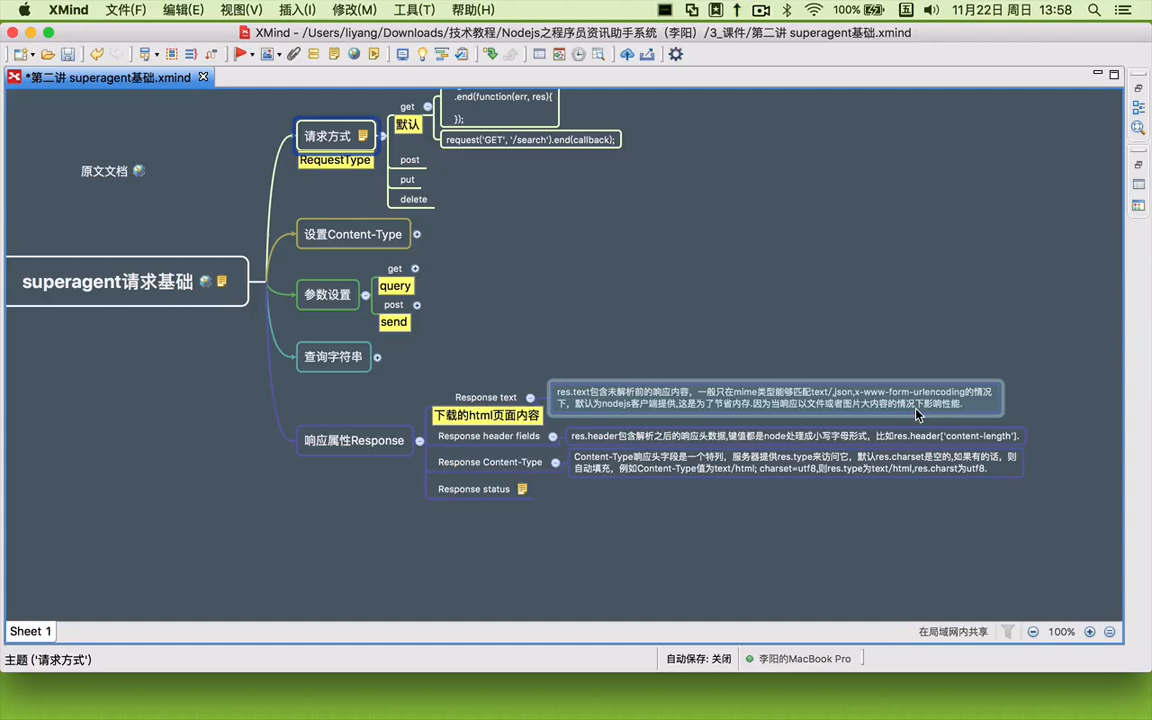 XMind 文件(F) 编辑(E) 视图(V) 插入(I) 修改(M) 工具(T) 帮助(H) 100% 五 11月22日 周日 13:58
XMind - /Users/liyang/Downloads/技术教程/Nodejs之程序员资讯助手系统（李阳）/3_课件/第二讲 superagent基础.xmind
*第二讲 superagent基础.xmind
原文文档
superagent请求基础
请求方式
RequestType
get
默认
.end(function(err, res){
});
request('GET', '/search').end(callback);
post
put
delete
设置Content-Type
参数设置
get
query
post
send
查询字符串
响应属性Response
Response text
下载的html页面内容
res.text包含未解析前的响应内容，一般只在mime类型能够匹配text/,json,x-www-form-urlencoding的情况
下，默认为nodejs客户端提供,这是为了节省内存.因为当响应以文件或者图片大内容的情况下影响性能.
Response header fields
res.header包含解析之后的响应头数据,键值都是node处理成小写字母形式，比如res.header['content-length'].
Response Content-Type
Content-Type响应头字段是一个特列，服务器提供res.type来访问它，默认res.charset是空的,如果有的话，则
自动填充，例如Content-Type值为text/html; charset=utf8,则res.type为text/html,res.charst为utf8.
Response status
Sheet 1
在局域网内共享 100%
主题 ('请求方式')
自动保存: 关闭 李阳的MacBook Pro